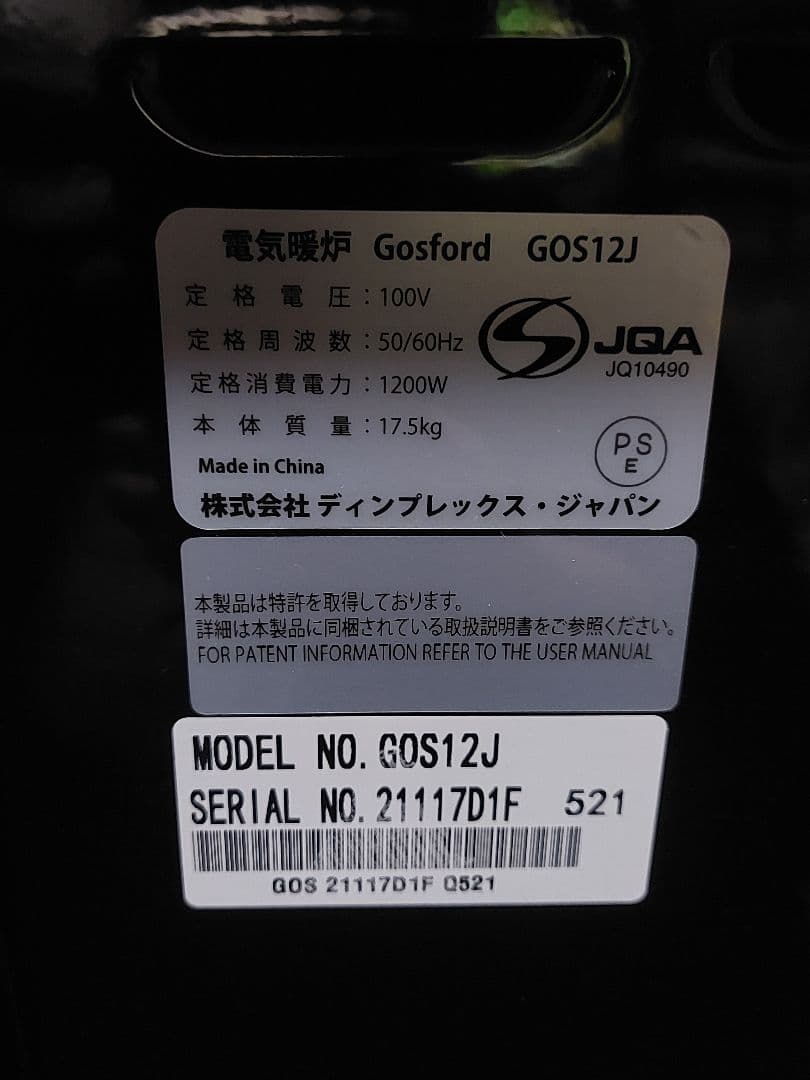 電気暖炉 Gosford GOS12J
定格電圧：100V
定格周波数：50/60Hz
定格消費電力：1200W
本体質量：17.5kg
JQA
JQ10490
PS
E
Made in China
株式会社 ディンプレックス・ジャパン
本製品は特許を取得しております。
詳細は本製品に同梱されている取扱説明書をご参照ください。
FOR PATENT INFORMATION REFER TO THE USER MANUAL
MODEL NO. GOS12J
SERIAL NO. 21117D1F 521
GOS 21117D1F Q521